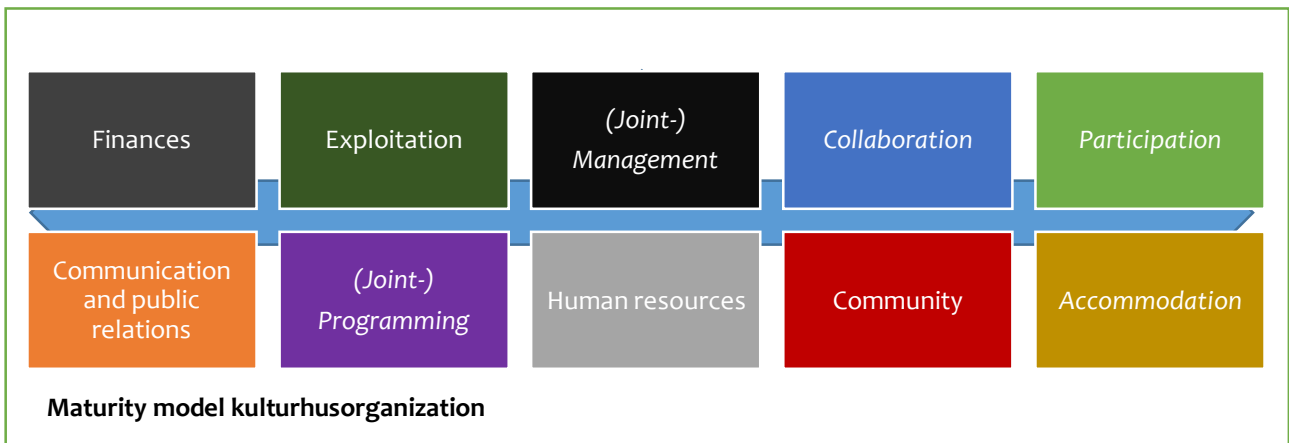 Finances
Exploitation
(Joint-)
Management
Collaboration
Participation
Communication
and public
relations
(Joint-)
Programming
Human resources
Community
Accommodation
Maturity model kulturhusorganization